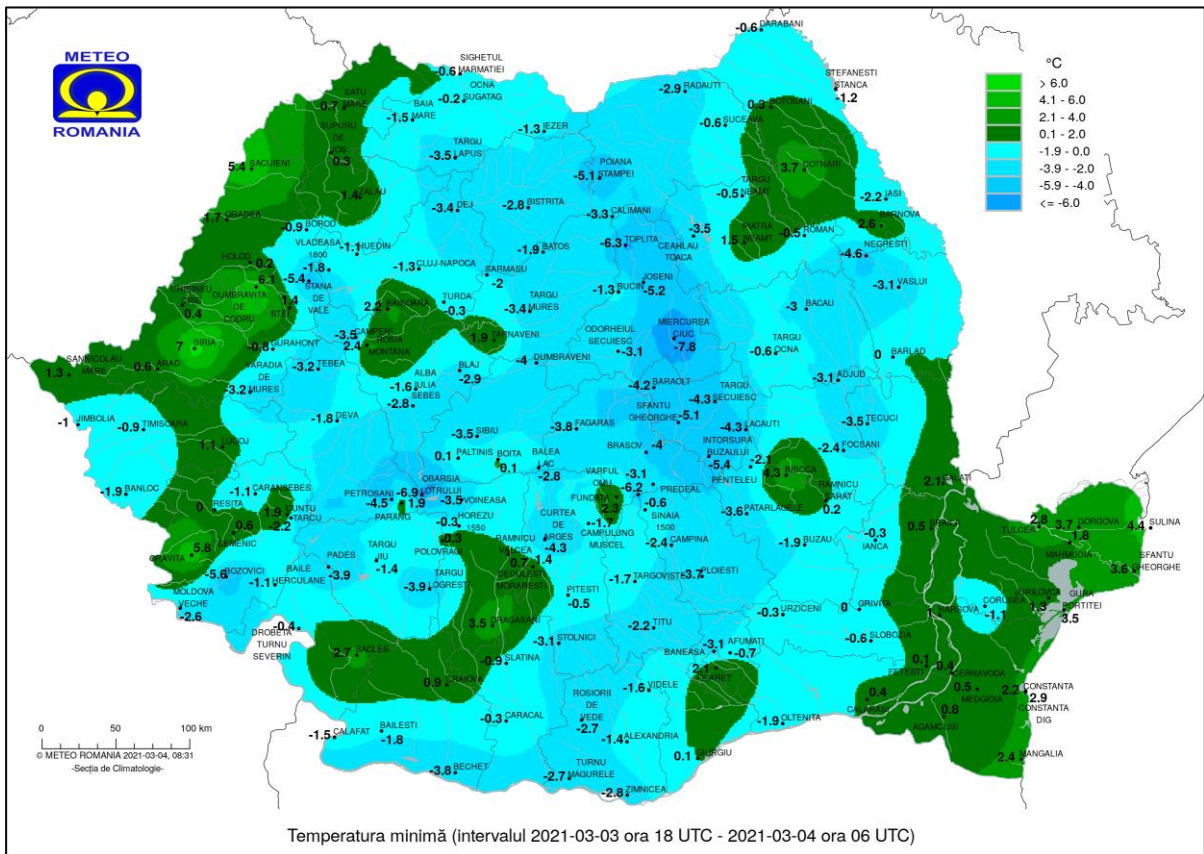 METEO
ROMANIA
°C
> 6.0
4.1 - 6.0
2.1 - 4.0
0.1 - 2.0
-1.9 - 0.0
-3.9 - -2.0
-5.9 - -4.0
<= -6.0
-0.6 DARABANI
SIGHETUL
MARMATIEI
-0.6
OCNA
SUGATAG
-0.2
-2.9 RADAUTI
STEFANESTI
STANCA
-1.2
SATU
MARE
0.7
BAIA
MARE
-1.5
0.3 BOTOSANI
-0.6 SUCEAVA
SUPURU
DE
JOS
0.3
-1.3 IEZER
TARGU
LAPUS
-3.5
5.4 SACUIENI
POIANA
STAMPEI
-5.1
3.7 COTNARI
1.4 ZALAU
TARGU
NEAMT
-0.5
-2.2 IASI
-3.4 DEJ
-2.8 BISTRITA
-3.3 CALIMANI
1.7 ORADEA
-0.9 BOROD
BARNOVA
2.6
PIATRA
NEAMT
1.5
-0.5 ROMAN
-3.5
CEAHLAU
TOACA
VLADEASA
1800
-1.8
-1.1 HUEDIN
-1.9 BATOS
-6.3 TOPLITA
NEGRESTI
-4.6
HOLOD
0.2
-1.3 CLUJ-NAPOCA
SARMASU
-2
JOSENI
-5.2
-1.3 BUCIN
-3.1 VASLUI
-5.4
STANA
DE
VALE
6.1
DUMBRAVITA
DE
CODRU
CHISINEU
CRIS
0.4
1.4
STEI
2.2 BAISOARA
TURDA
-0.3
TARGU
MURES
-3.4
-3 BACAU
7 SIRIA
-0.8 GURAHONT
-3.5
CAMPENI
2.4
ROSIA
MONTANA
1.9 TARNAVENI
ODORHEIUL
SECUIESC
-3.1
MIERCUREA
CIUC
-7.8
TARGU
OCNA
-0.6
0
BARLAD
SANNICOLAU
MARE
1.3
0.6 ARAD
-3.2 TEBEA
-4 DUMBRAVENI
VARADIA
DE
MURES
-3.2
BLAJ
-2.9
ALBA
IULIA
-1.6
SEBES
-2.8
-4.2 BARAOLT
TARGU
SECUIESC
-4.3
-3.1 ADJUD
-1 JIMBOLIA
-0.9 TIMISOARA
-1.8 DEVA
SFANTU
GHEORGHE
-5.1
-4.3 LACAUTI
TECUCI
-3.5
-3.5 SIBIU
-3.8 FAGARAS
1.1 LUGOJ
BRASOV
-4
INTORSURA
BUZAULUI
-5.4
-2.4 FOCSANI
0.1
PALTINIS
BOITA
0.1
BALEA
LAC
-2.8
-2.1
PENTELEU
4.3 BISOCA
-1.9 BANLOC
-1.1 CARANSEBES
OBARSIA
LOTRULUI
-6.9
PETROSANI
-4.5
1.9
PARANG
-3.5 VOINEASA
VARFUL
OMU
-6.2
-3.1
PREDEAL
FUNDATA
2.3
-0.6
SINAIA
1500
RAMNICU
SARAT
0.2
2.1 GALATI
RESITA
0
CUNTU
1.9
-2.2
TARCU
0.6
SEMENIC
-0.3
HOREZU
1550
CURTEA
DE
ARGES
-4.3
-1.7
CAMPULUNG
MUSCEL
-3.6 PATARLAGELE
-0.3
IANCA
0.5 BRAILA
2.8
TULCEA
3.7 GORGOVA
1.8
MAHMUDIA
4.4 SULINA
5.8
ORAVITA
-0.3
POLOVRAGI
RAMNICU
VALCEA
0.7
1.4
DEDULESTI
MORARESTI
-2.4 CAMPINA
-1.9 BUZAU
SFANTU
GHEORGHE
3.6
-5.6 BOZOVICI
-1.1
BAILE
HERCULANE
PADES
-3.9
TARGU
JIU
-1.4
TARGU
LOGRESTI
-3.9
-1.7 TARGOVISTE
-3.7 PLOIESTI
MOLDOVA
VECHE
-2.6
PITESTI
-0.5
-0.3 URZICENI
0 GRIVITA
1 HARSOVA
CORUGEA
-1.1
JURILOVCA
1.3
GURA
PORTITEI
3.5
-0.4
DROBETA
TURNU
SEVERIN
3.5 DRAGASANI
-3.1 STOLNICI
-2.2 TITU
-0.6 SLOBOZIA
2.7 BACLES
-0.9 SLATINA
BANEASA
-3.1
AFUMATI
-0.7
2.1
FILARET
0.1
FETESTI
0.4
CERNAVODA
0.9
CRAIOVA
-1.6 VIDELE
0.4
CALARASI
0.5
MEDGIDIA
2.2 CONSTANTA
2.9
CONSTANTA
DIG
-0.3 CARACAL
ROSIORII
DE
VEDE
-2.7
-1.9 OLTENITA
0.8
ADAMCLISI
-1.5 CALAFAT
BAILESTI
-1.8
-1.4 ALEXANDRIA
0.1 GIURGIU
2.4 MANGALIA
-3.8 BECHET
TURNU
MAGURELE
-2.7
-2.8 ZIMNICEA
0 50 100 km
© METEO ROMANIA 2021-03-04, 08:31
-Secția de Climatologie-
Temperatura minimă (intervalul 2021-03-03 ora 18 UTC - 2021-03-04 ora 06 UTC)